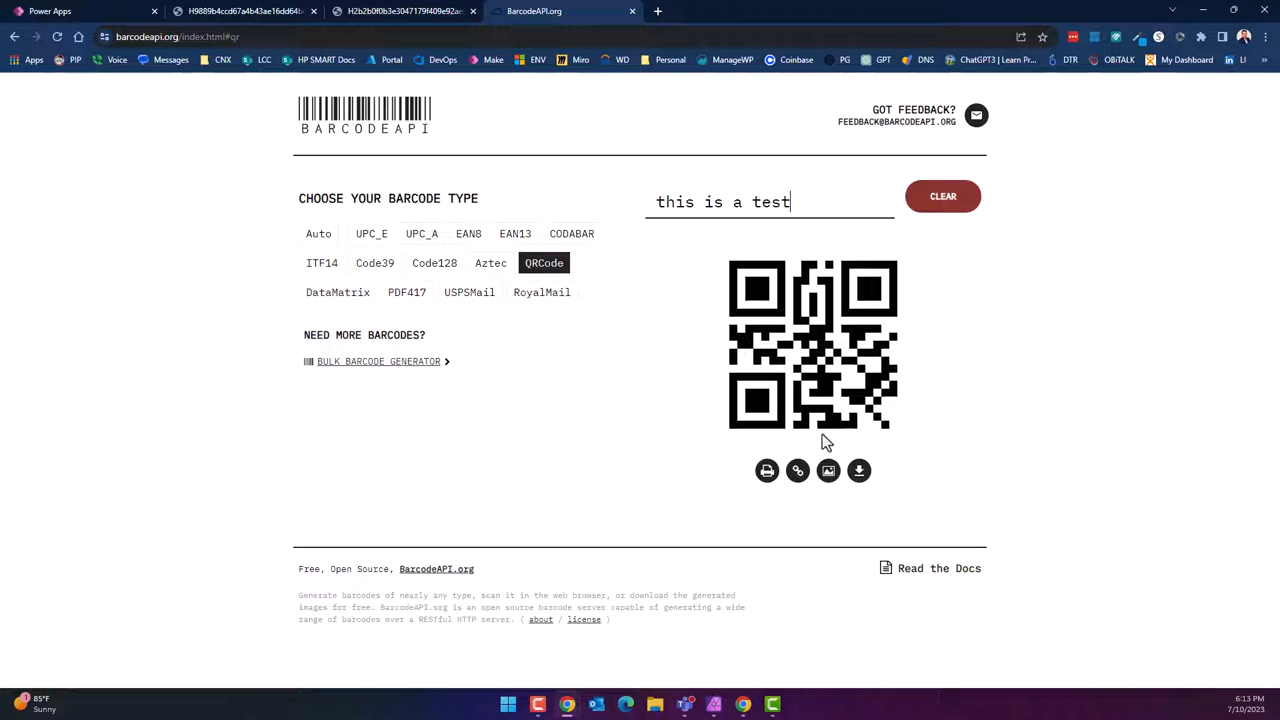 Power Apps
H9889b4ccd67a4b43ae16dd64b
H2b2b0f0b3e3047179f409e92ae
BarcodeAPI.org
barcodeapi.org/index.html#qr
Apps PIP Voice Messages CNX LCC HP SMART Docs Portal DevOps Make ENV Miro WD Personal ManageWP Coinbase PG GPT DNS ChatGPT3 | Learn Pr... DTR OBiTALK My Dashboard LI
BARCODEAPI
GOT FEEDBACK?
FEEDBACK@BARCODEAPI.ORG
CHOOSE YOUR BARCODE TYPE
this is a test
CLEAR
Auto UPC_E UPC_A EAN8 EAN13 CODABAR
ITF14 Code39 Code128 Aztec QRCode
DataMatrix PDF417 USPSMail RoyalMail
NEED MORE BARCODES?
BULK BARCODE GENERATOR
Free, Open Source, BarcodeAPI.org
Read the Docs
Generate barcodes of nearly any type, scan it in the web browser, or download the generated
images for free. BarcodeAPI.org is an open source barcode server capable of generating a wide
range of barcodes over a RESTful HTTP server. ( about / license )
85°F
Sunny
6:13 PM
7/10/2023